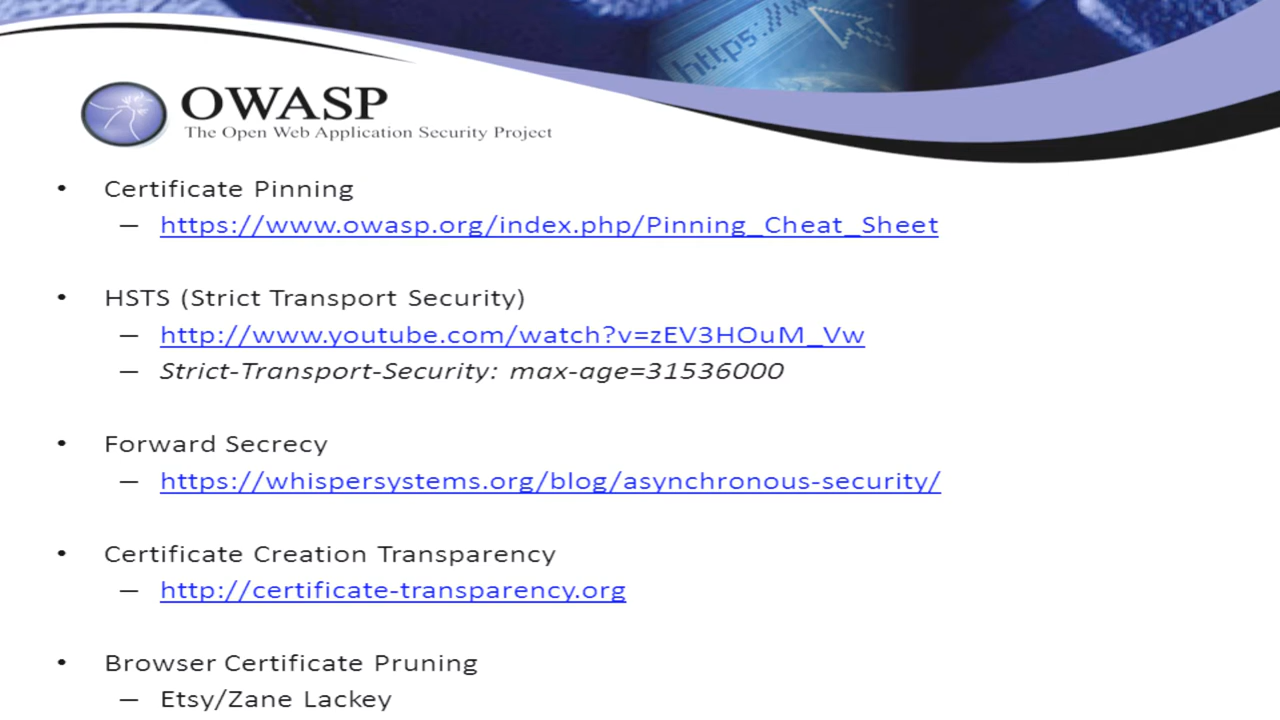 https://w
OWASP
The Open Web Application Security Project
• Certificate Pinning
— https://www.owasp.org/index.php/Pinning_Cheat_Sheet
• HSTS (Strict Transport Security)
— http://www.youtube.com/watch?v=zEV3HOuM_Vw
— Strict-Transport-Security: max-age=31536000
• Forward Secrecy
— https://whispersystems.org/blog/asynchronous-security/
• Certificate Creation Transparency
— http://certificate-transparency.org
• Browser Certificate Pruning
— Etsy/Zane Lackey